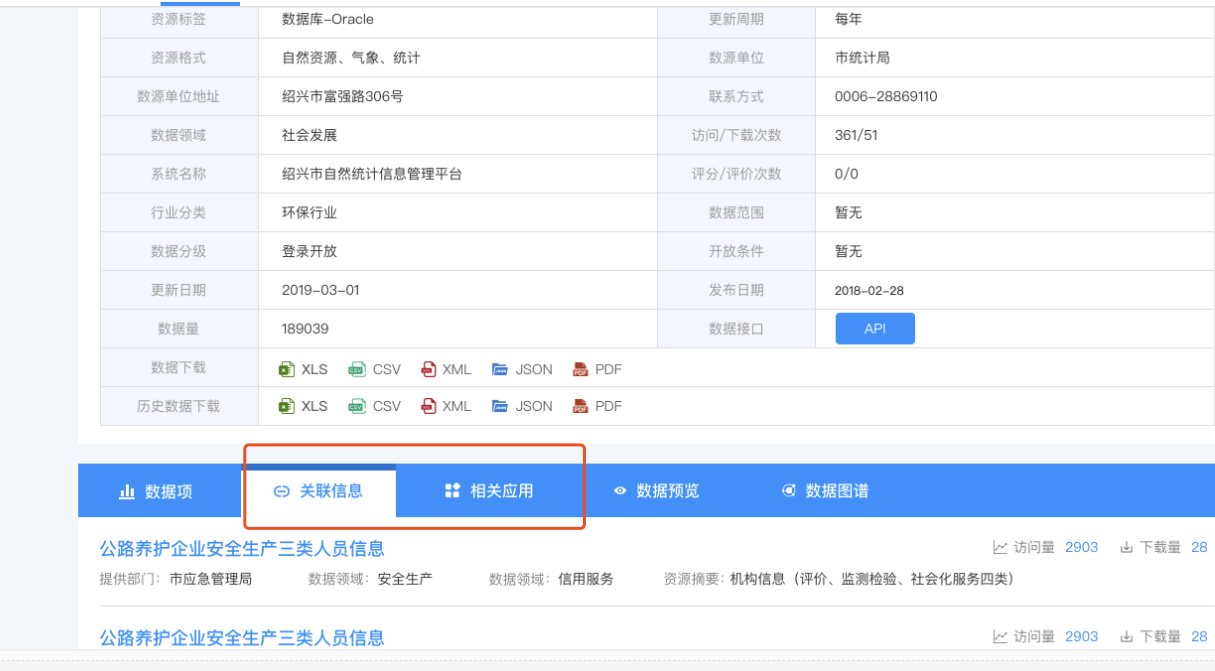 资源标签 数据库–Oracle 更新周期 每年
资源格式 自然资源、气象、统计 数源单位 市统计局
数源单位地址 绍兴市富强路306号 联系方式 0006–28869110
数据领域 社会发展 访问/下载次数 361/51
系统名称 绍兴市自然统计信息管理平台 评分/评价次数 0/0
行业分类 环保行业 数据范围 暂无
数据分级 登录开放 开放条件 暂无
更新日期 2019–03–01 发布日期 2018–02–28
数据量 189039 数据接口 API
数据下载 XLS CSV XML JSON PDF
历史数据下载 XLS CSV XML JSON PDF
数据项 关联信息 相关应用 数据预览 数据图谱
公路养护企业安全生产三类人员信息 访问量 2903 下载量 28
提供部门： 市应急管理局 数据领域： 安全生产 数据领域： 信用服务 资源摘要： 机构信息（评价、监测检验、社会化服务四类）
公路养护企业安全生产三类人员信息 访问量 2903 下载量 28